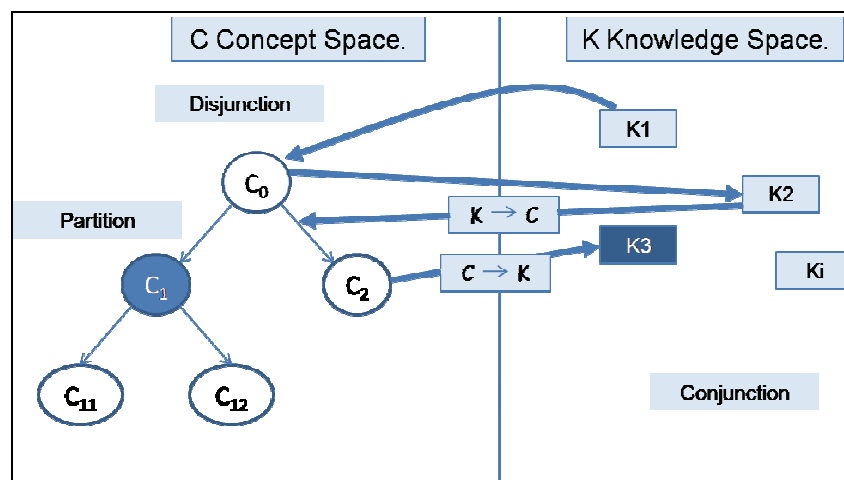 C Concept Space.
K Knowledge Space.
Disjunction
K1
C0
K2
Partition
K → C
K3
C1
C2
C → K
Ki
C11
C12
Conjunction